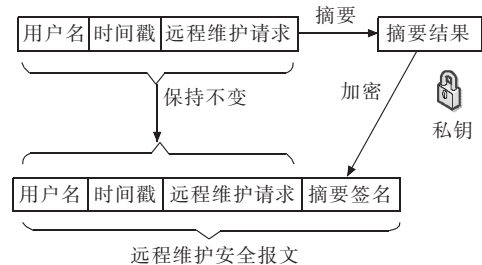 摘要
用户名 时间戳 远程维护请求 摘要结果
保持不变 加密
私钥
用户名 时间戳 远程维护请求 摘要签名
远程维护安全报文